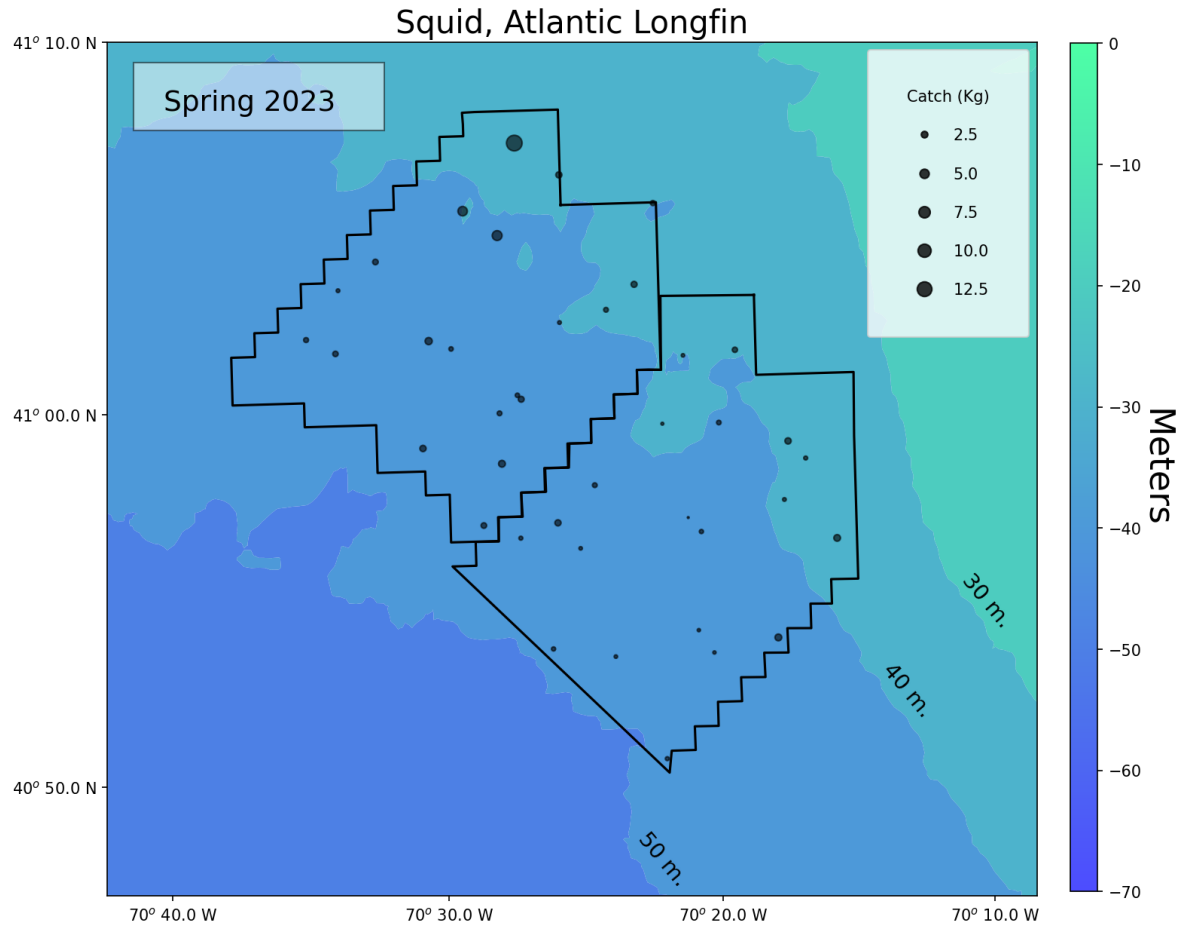 Squid, Atlantic Longfin
41° 10.0 N
Spring 2023
Catch (Kg)
2.5
5.0
7.5
10.0
12.5
41° 00.0 N
40° 50.0 N
30 m.
40 m.
50 m.
70° 40.0 W
70° 30.0 W
70° 20.0 W
70° 10.0 W
0
−10
−20
−30
−40
−50
−60
−70
Meters